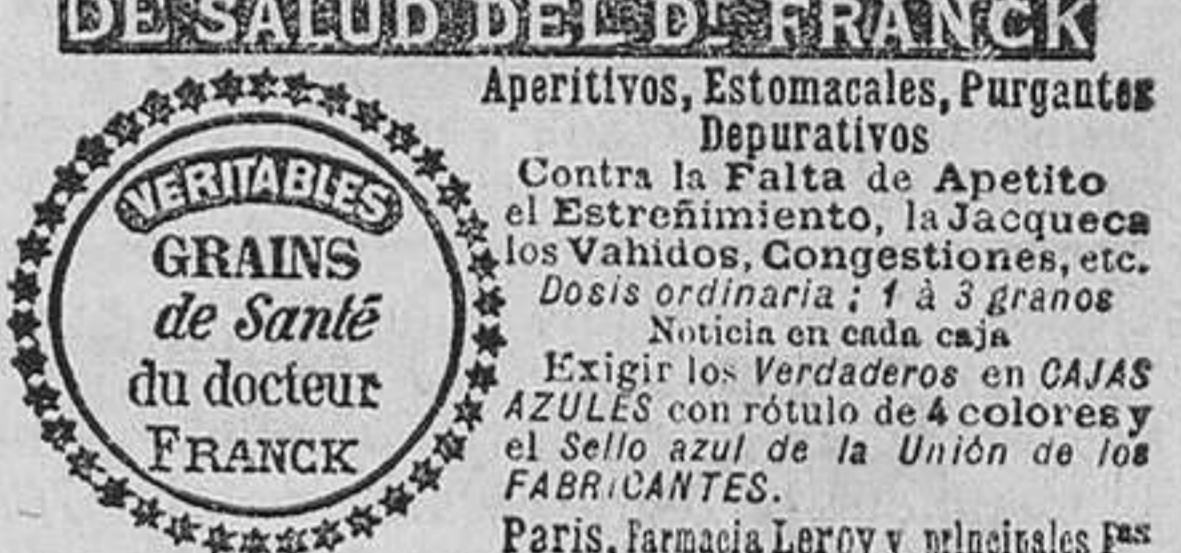 DE SALUD DEL Dr FRANCK
VERITABLES
GRAINS
de Santé
du docteur
FRANCK
Aperitivos, Estomacales, Purgantes
Depurativos
Contra la Falta de Apetito
el Estreñimiento, la Jacqueca
los Vahidos, Congestiones, etc.
Dosis ordinaria : 1 à 3 granos
Noticia en cada caja
Exigir los Verdaderos en CAJAS
AZULES con rótulo de 4 colores y
el Sello azul de la Unión de los
FABRICANTES.
Paris, Farmacia Leroy y principales Fas